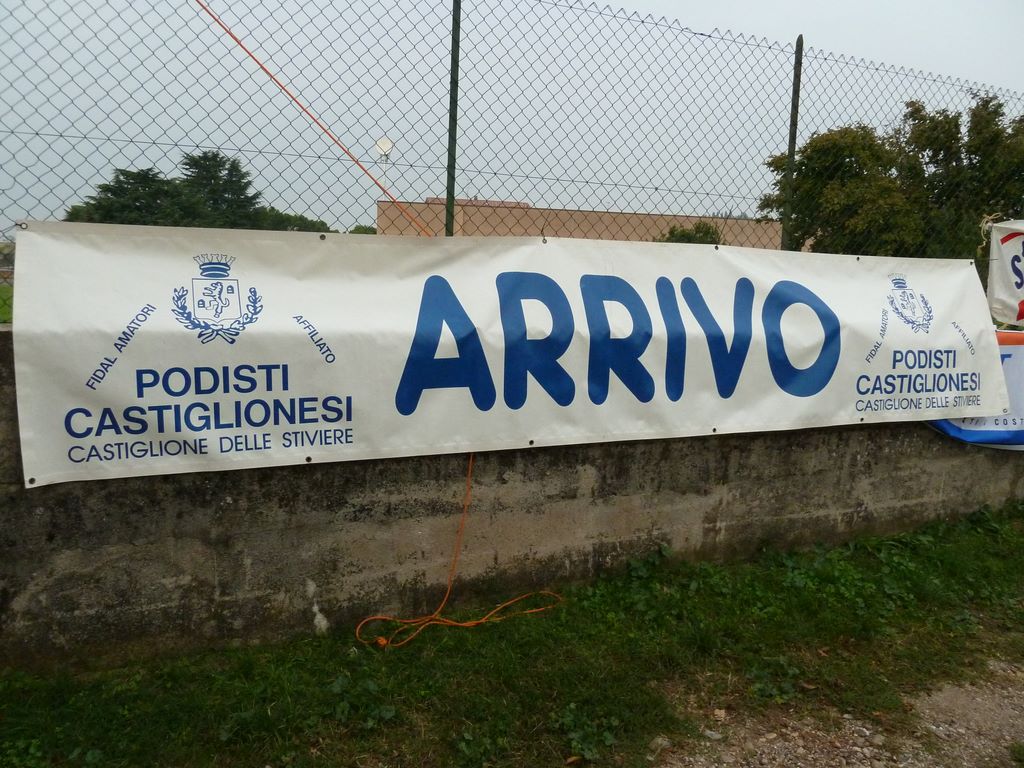 FIDAL AMATORI
AFFILIATO
PODISTI
CASTIGLIONESI
CASTIGLIONE DELLE STIVIERE
ARRIVO
FIDAL AMATORI
AFFILIATO
PODISTI
CASTIGLIONESI
CASTIGLIONE DELLE STIVIERE